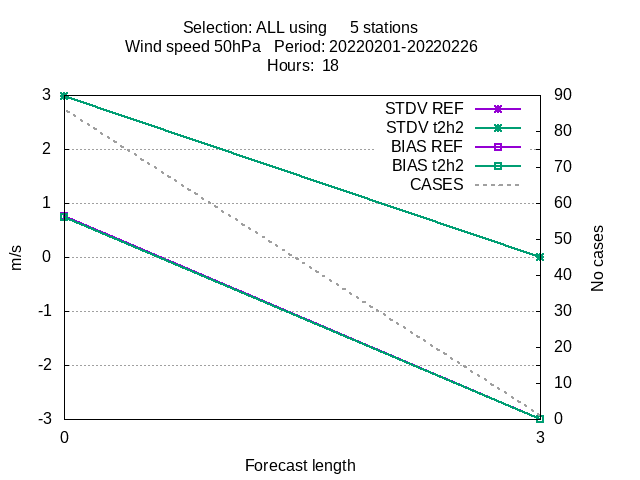 Selection: ALL using     5 stations
Wind speed 50hPa   Period: 20220201-20220226
Hours:  18
3
2
1
0
-1
-2
-3
m/s
90
80
70
60
50
40
30
20
10
0
No cases
STDV REF
STDV t2h2
BIAS REF
BIAS t2h2
CASES
0
3
Forecast length